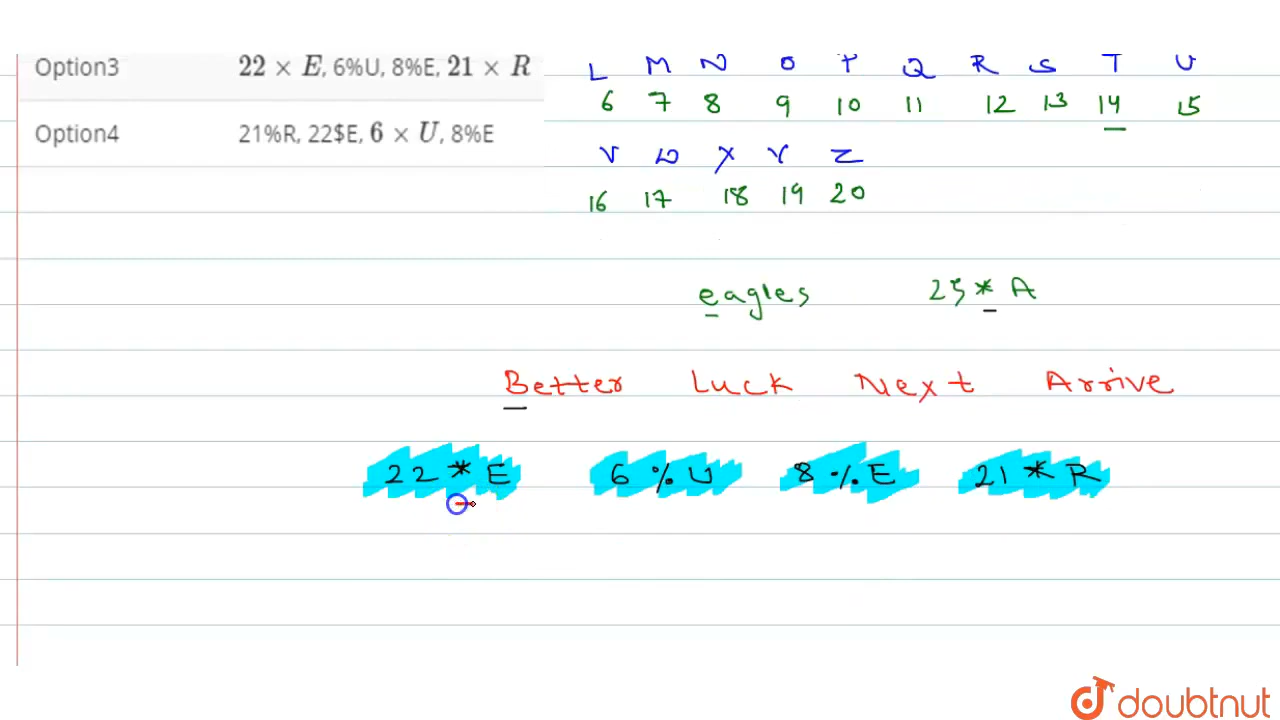 Option3 22 × E, 6%U, 8%E, 21 × R
Option4 21%R, 22$E, 6 × U, 8%E
L M N O P Q R S T U
6 7 8 9 10 11 12 13 14 15
V W X Y Z
16 17 18 19 20
eagles 25 * A
Better Luck Next Arrive
22 * E 6 % U 8 % E 21 * R
doubtnut